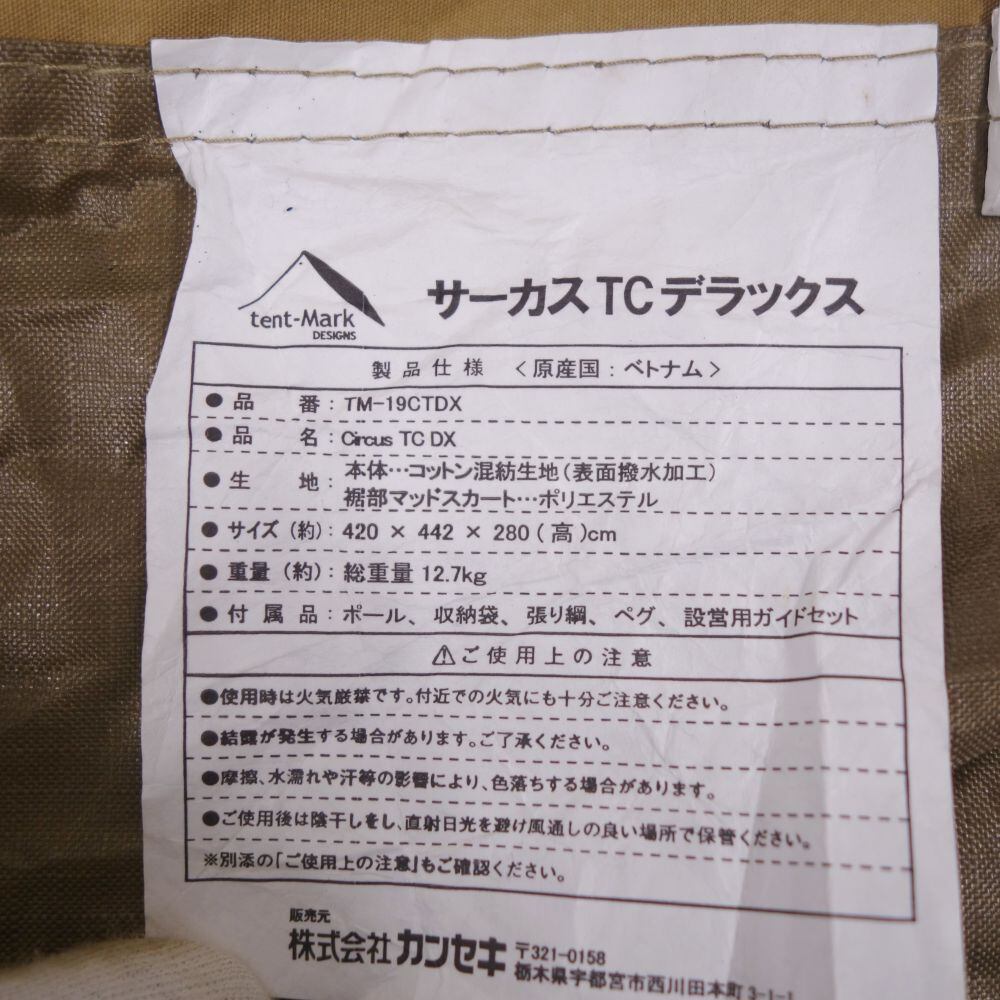 tent-Mark
DESIGNS
サーカスTCデラックス
製品仕様 〈原産国：ベトナム〉
●品番：TM-19CTDX
●品名：Circus TC DX
●生地：本体…コットン混紡生地（表面撥水加工）
裾部マッドスカート…ポリエステル
●サイズ（約）：420 × 442 × 280（高）cm
●重量（約）：総重量 12.7kg
●付属品：ポール、収納袋、張り綱、ペグ、設営用ガイドセット
⚠ご使用上の注意
●使用時は火気厳禁です。付近での火気にも十分ご注意ください。
●結露が発生する場合があります。ご了承ください。
●摩擦、水濡れや汗等の影響により、色落ちする場合があります。
●ご使用後は陰干しをし、直射日光を避け風通しの良い場所で保管ください。
※別添の「ご使用上の注意」もご確認ください。
販売元
株式会社カンセキ 〒321-0158
栃木県宇都宮市西川田本町3-1-1